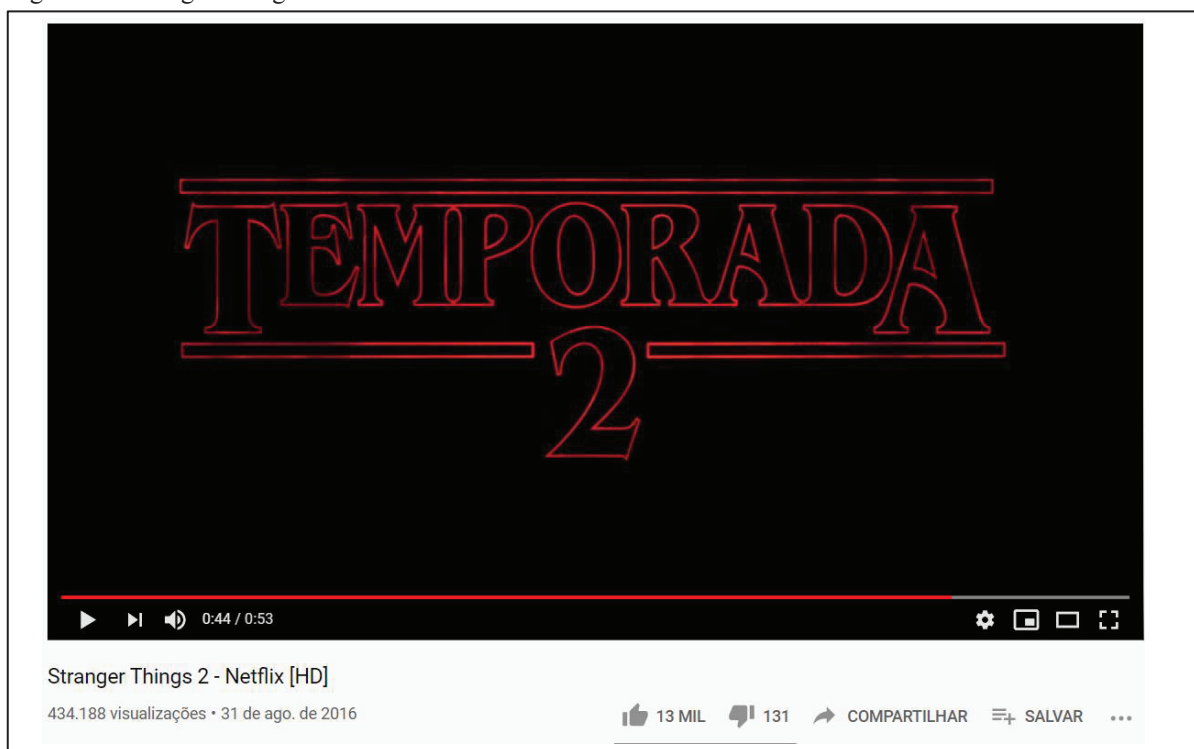 TEMPORADA
2
0:44 / 0:53
Stranger Things 2 - Netflix [HD]
434.188 visualizações • 31 de ago. de 2016
13 MIL 131 COMPARTILHAR SALVAR